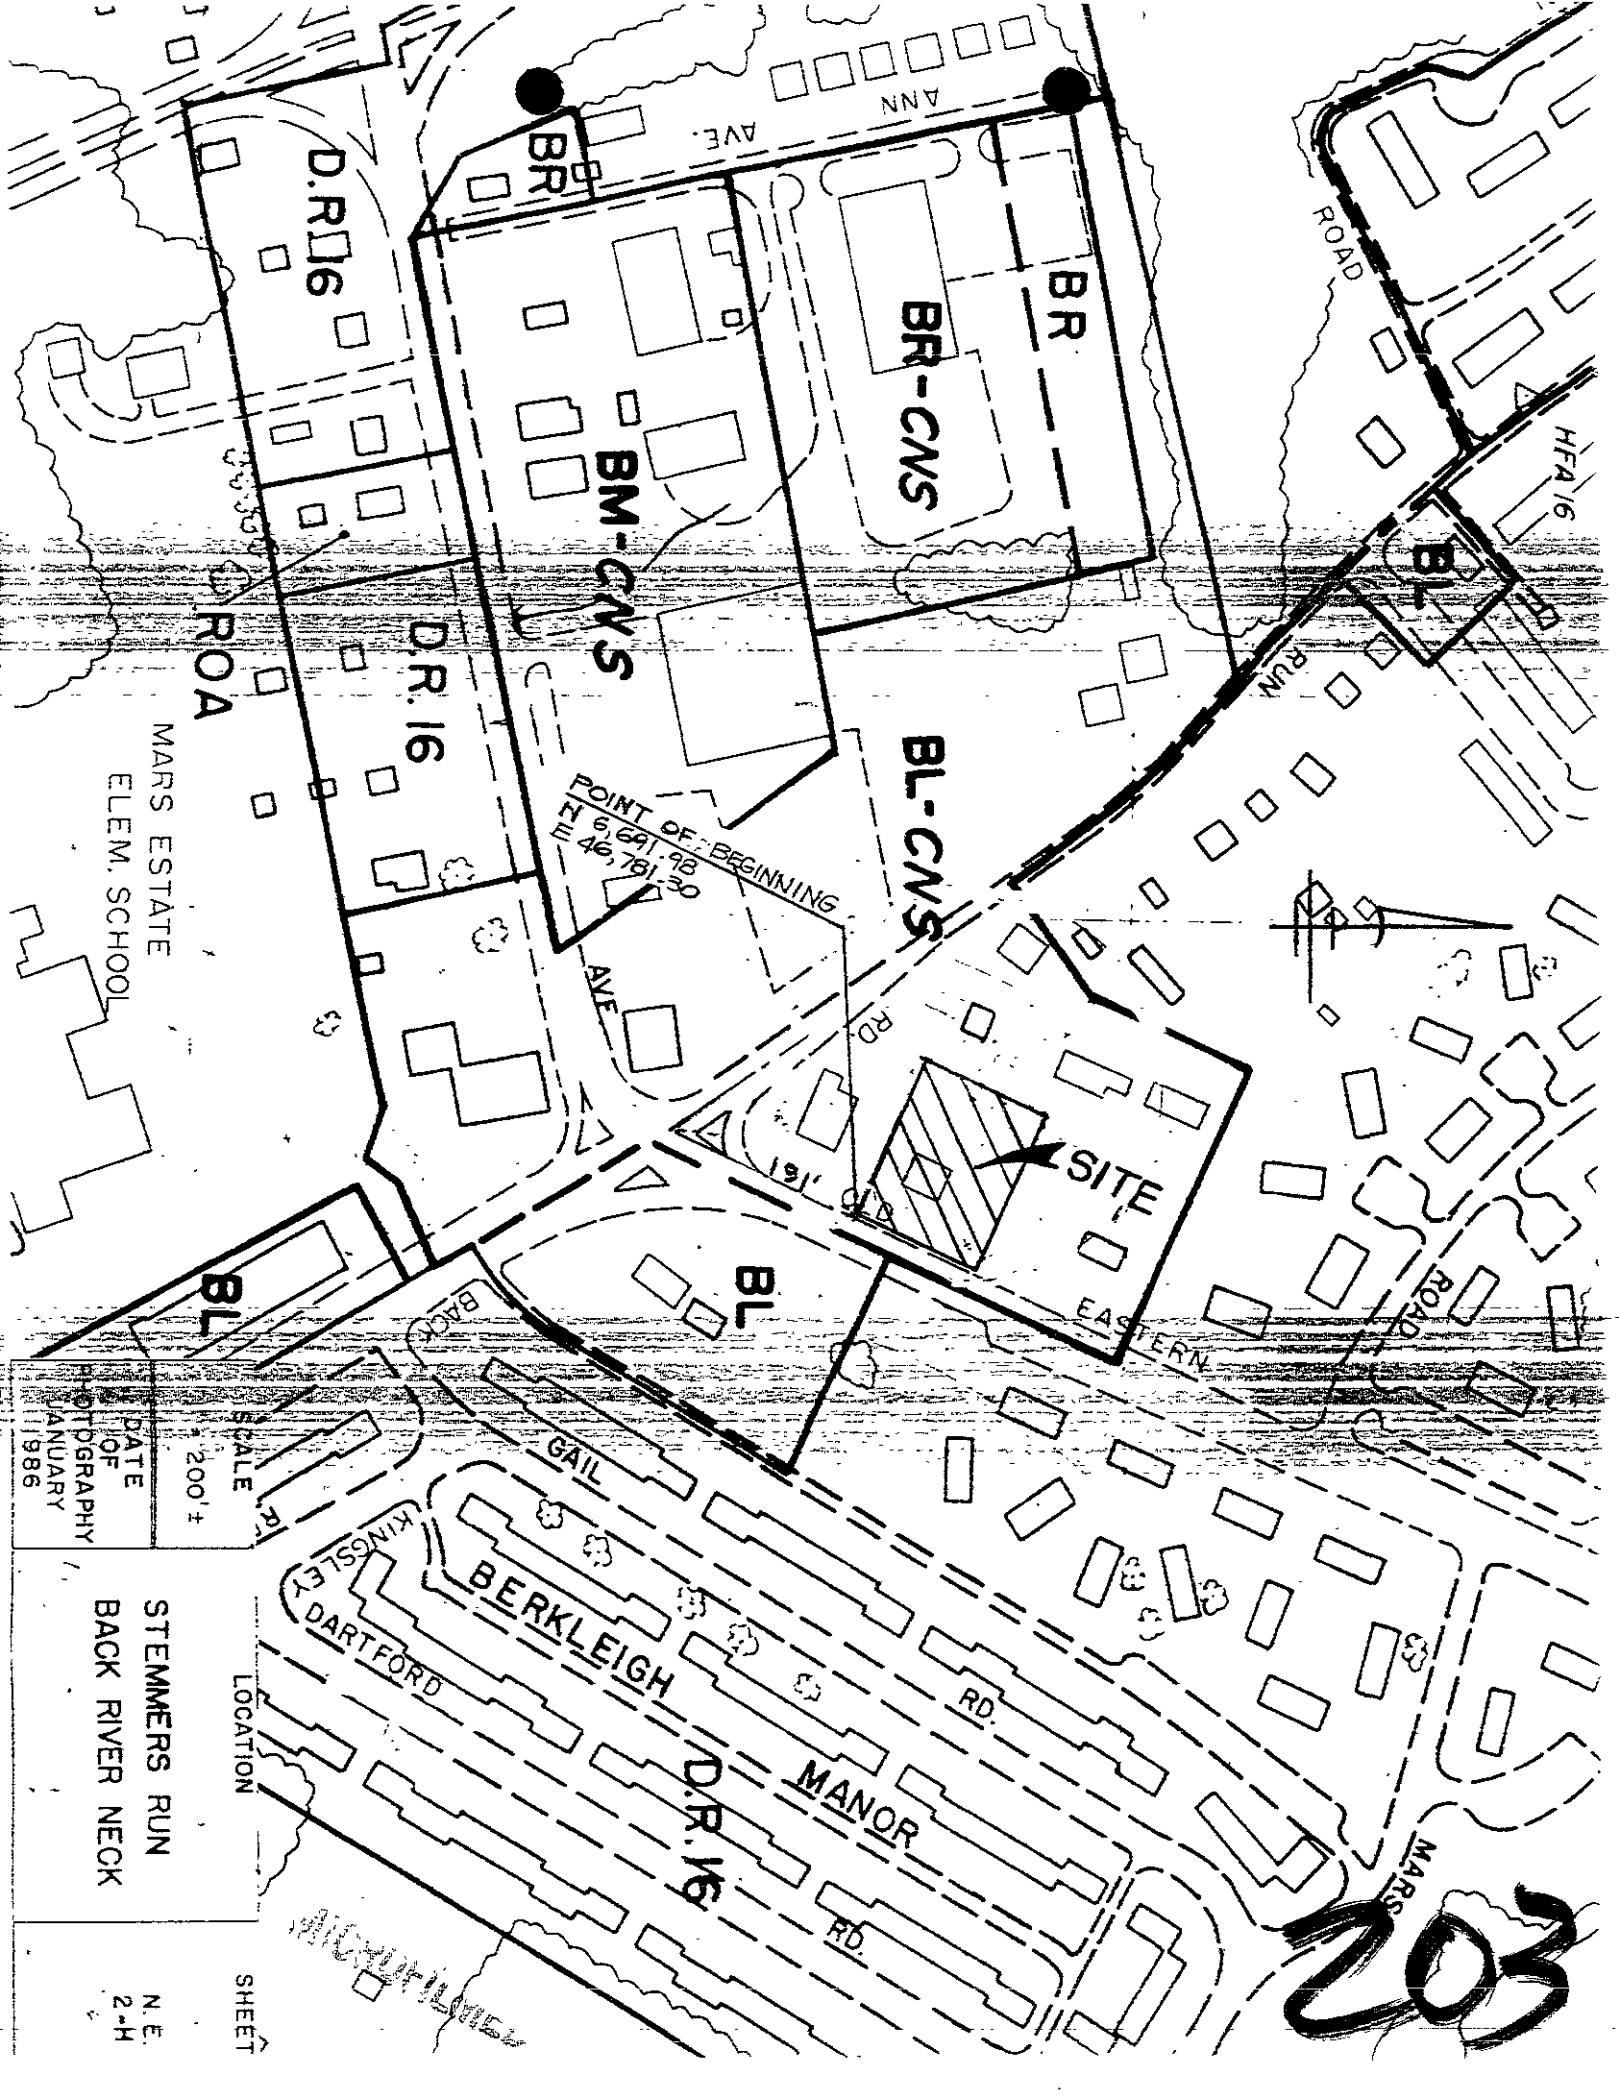 ANN
AVE.
BR
D.R. 16
BR
BR-CNS
ROAD
HFA 16
BM-CNS
BL
ROA
D.R. 16
RUN
BL-CNS
MARS ESTATE
ELEM. SCHOOL
POINT OF BEGINNING
N 6,691.98
E 46,781.30
AVE
RD.
SITE
191'
OLD
EASTERN
ROAD
BL
BL
BACK
GAIL
RD.
KINGSLEY
DARTFORD
RD.
BERKLEIGH
MANOR
D.R. 16
MARS
203
SCALE
200'±
DATE
OF
PHOTOGRAPHY
JANUARY
1986
LOCATION
STEMMERS RUN
BACK RIVER NECK
SHEET
N.E.
2-H
MICROFILMED